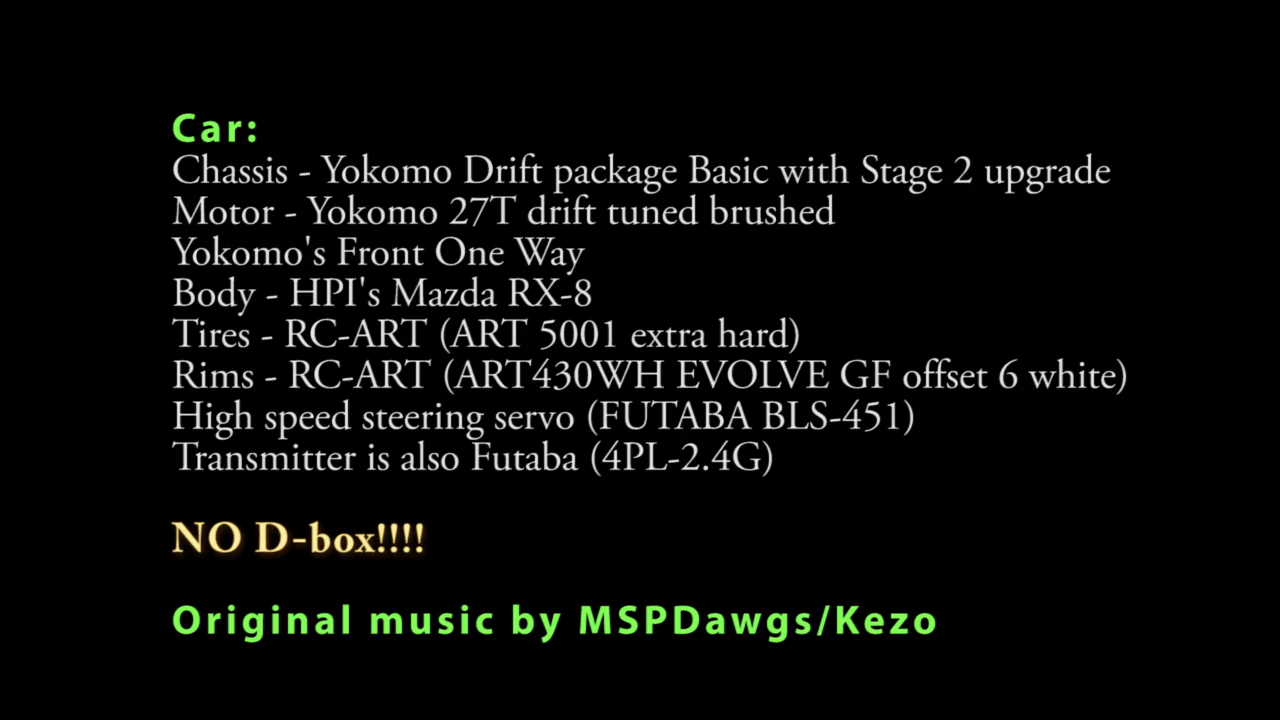 Car:
Chassis - Yokomo Drift package Basic with Stage 2 upgrade
Motor - Yokomo 27T drift tuned brushed
Yokomo's Front One Way
Body - HPI's Mazda RX-8
Tires - RC-ART (ART 5001 extra hard)
Rims - RC-ART (ART430WH EVOLVE GF offset 6 white)
High speed steering servo (FUTABA BLS-451)
Transmitter is also Futaba (4PL-2.4G)
NO D-box!!!!
Original music by MSPDawgs/Kezo